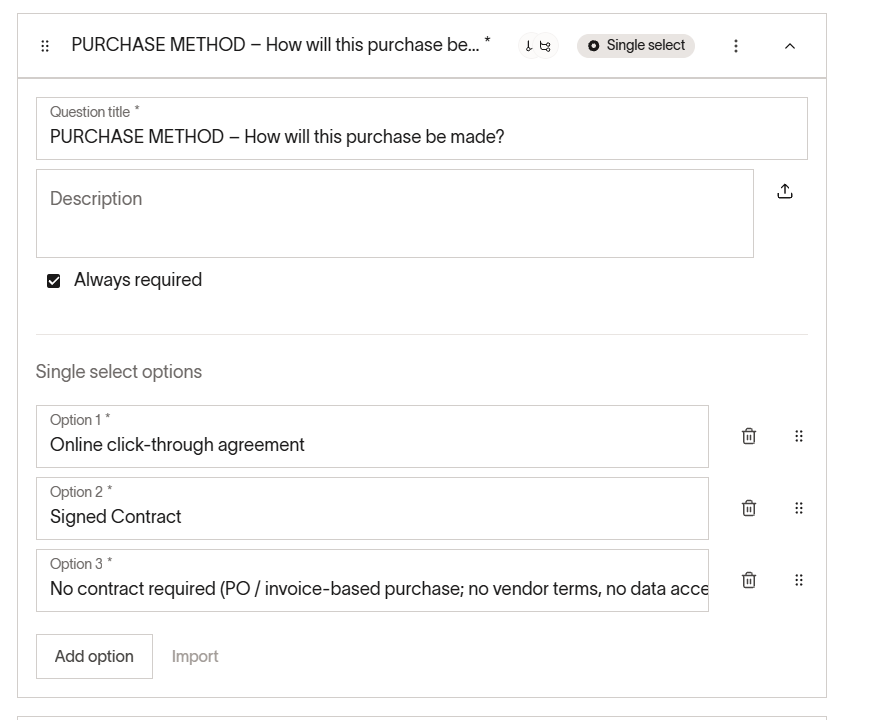 PURCHASE METHOD – How will this purchase be... *
Single select
Question title *
PURCHASE METHOD – How will this purchase be made?
Description
Always required
Single select options
Option 1 *
Online click-through agreement
Option 2 *
Signed Contract
Option 3 *
No contract required (PO / invoice-based purchase; no vendor terms, no data acce
Add option
Import